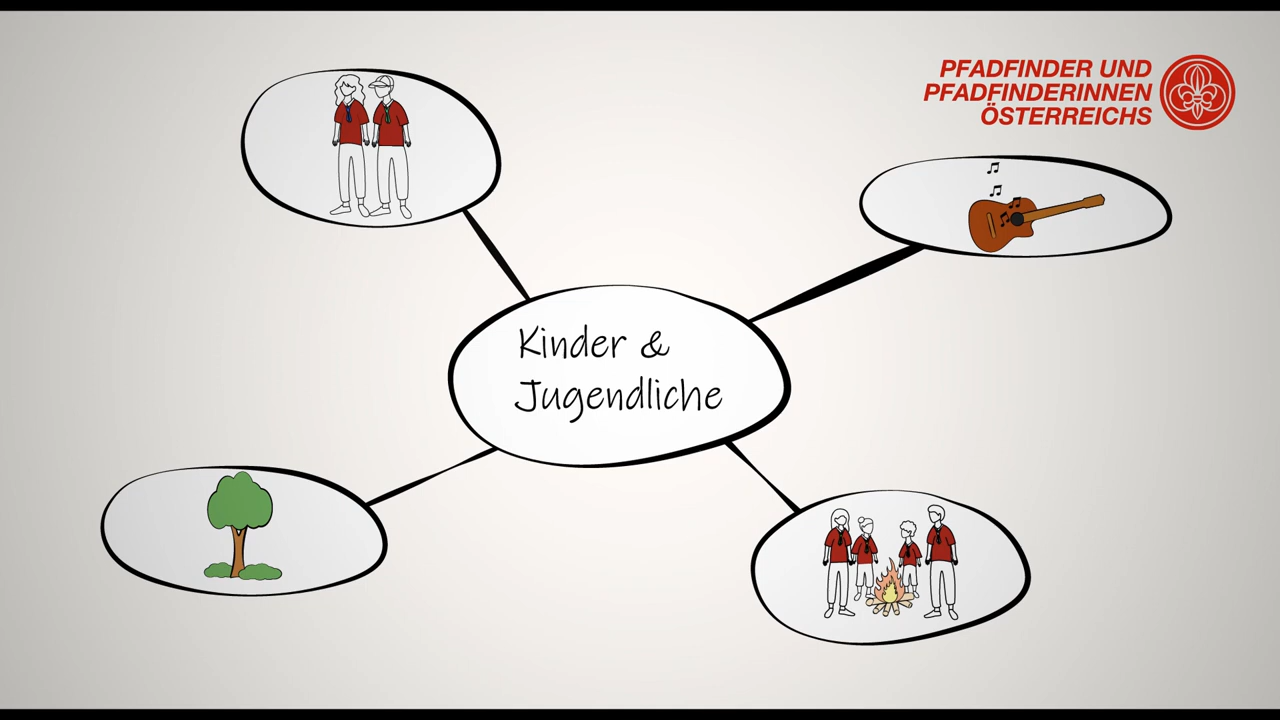 PFADFINDER UND
PFADFINDERINNEN
ÖSTERREICHS
Kinder &
Jugendliche